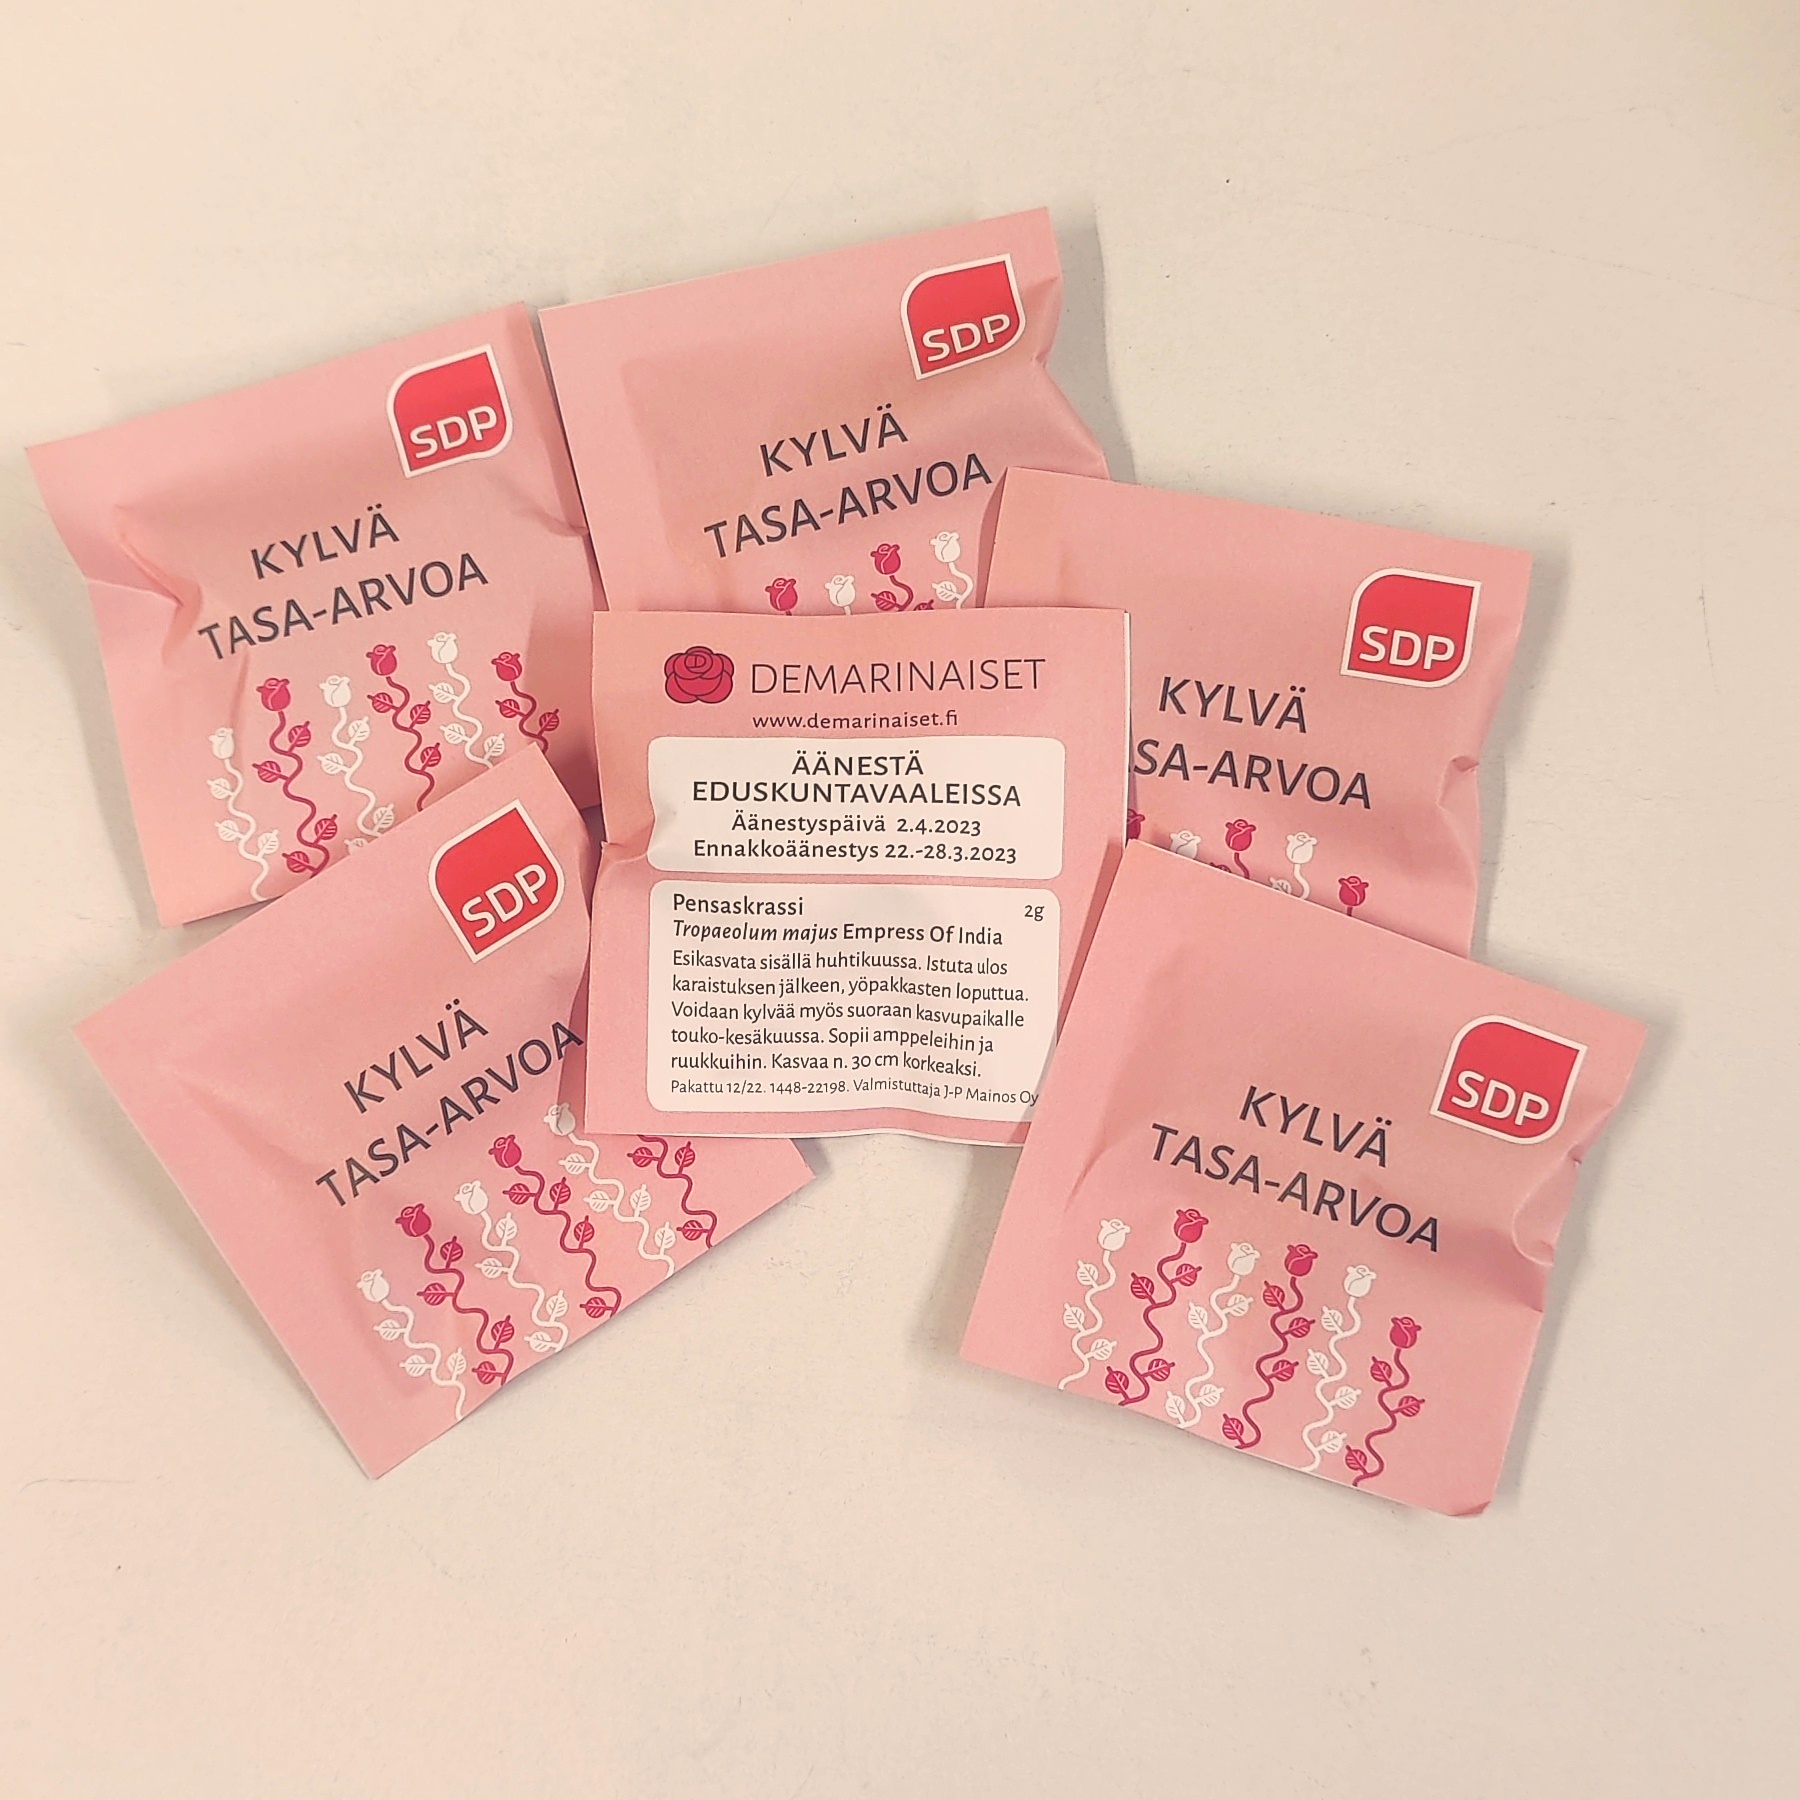 SDP
KYLVÄ
TASA-ARVOA
SDP
KYLVÄ
TASA-ARVOA
SDP
KYLVÄ
SA-ARVOA
DEMARINAISET
www.demarinaiset.fi
ÄÄNESTÄ
EDUSKUNTAVAALEISSA
Äänestyspäivä 2.4.2023
Ennakkoäänestys 22.-28.3.2023
Pensaskrassi 2g
Tropaeolum majus Empress Of India
Esikasvata sisällä huhtikuussa. Istuta ulos
karaistuksen jälkeen, yöpakkasten loputtua.
Voidaan kylvää myös suoraan kasvupaikalle
touko-kesäkuussa. Sopii amppeleihin ja
ruukkuihin. Kasvaa n. 30 cm korkeaksi.
Pakattu 12/22. 1448-22198. Valmistuttaja J-P Mainos Oy
SDP
KYLVÄ
TASA-ARVOA
SDP
KYLVÄ
TASA-ARVOA